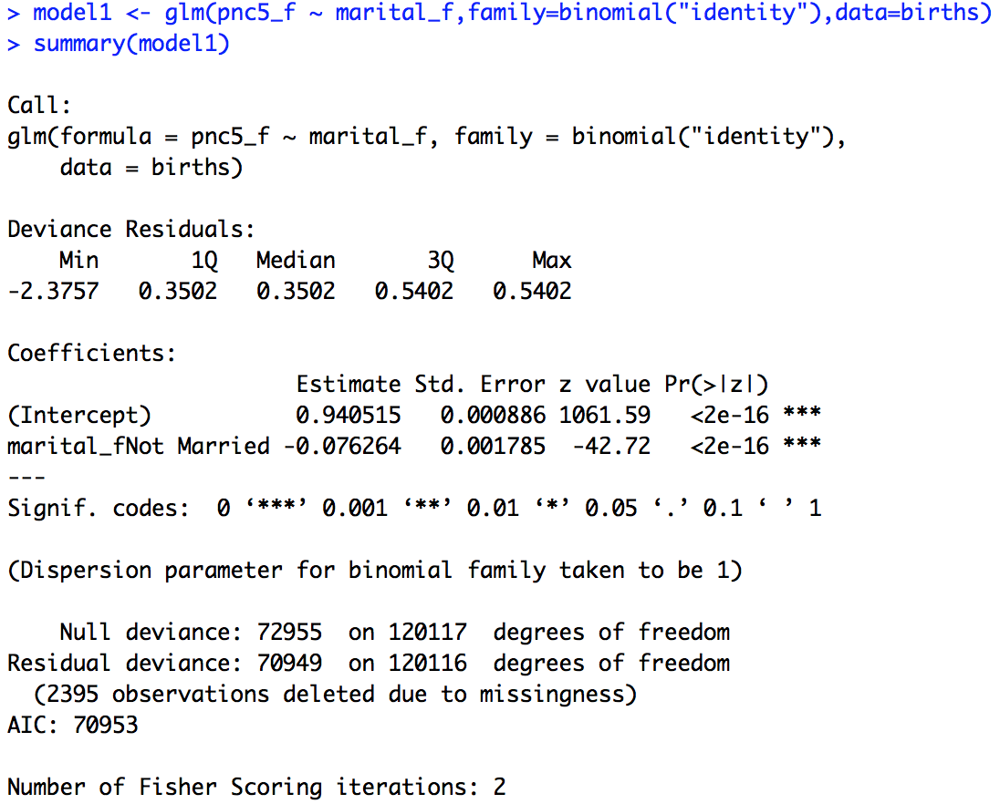 > model1 <- glm(pnc5_f ~ marital_f,family=binomial("identity"),data=births)
> summary(model1)

Call:
glm(formula = pnc5_f ~ marital_f, family = binomial("identity"),
    data = births)

Deviance Residuals:
    Min       1Q   Median       3Q      Max
-2.3757   0.3502   0.3502   0.5402   0.5402

Coefficients:
                      Estimate Std. Error z value Pr(>|z|)
(Intercept)           0.940515   0.000886 1061.59   <2e-16 ***
marital_fNot Married -0.076264   0.001785  -42.72   <2e-16 ***
---
Signif. codes:  0 ‘***’ 0.001 ‘**’ 0.01 ‘*’ 0.05 ‘.’ 0.1 ‘ ’ 1

(Dispersion parameter for binomial family taken to be 1)

    Null deviance: 72955  on 120117  degrees of freedom
Residual deviance: 70949  on 120116  degrees of freedom
  (2395 observations deleted due to missingness)
AIC: 70953

Number of Fisher Scoring iterations: 2